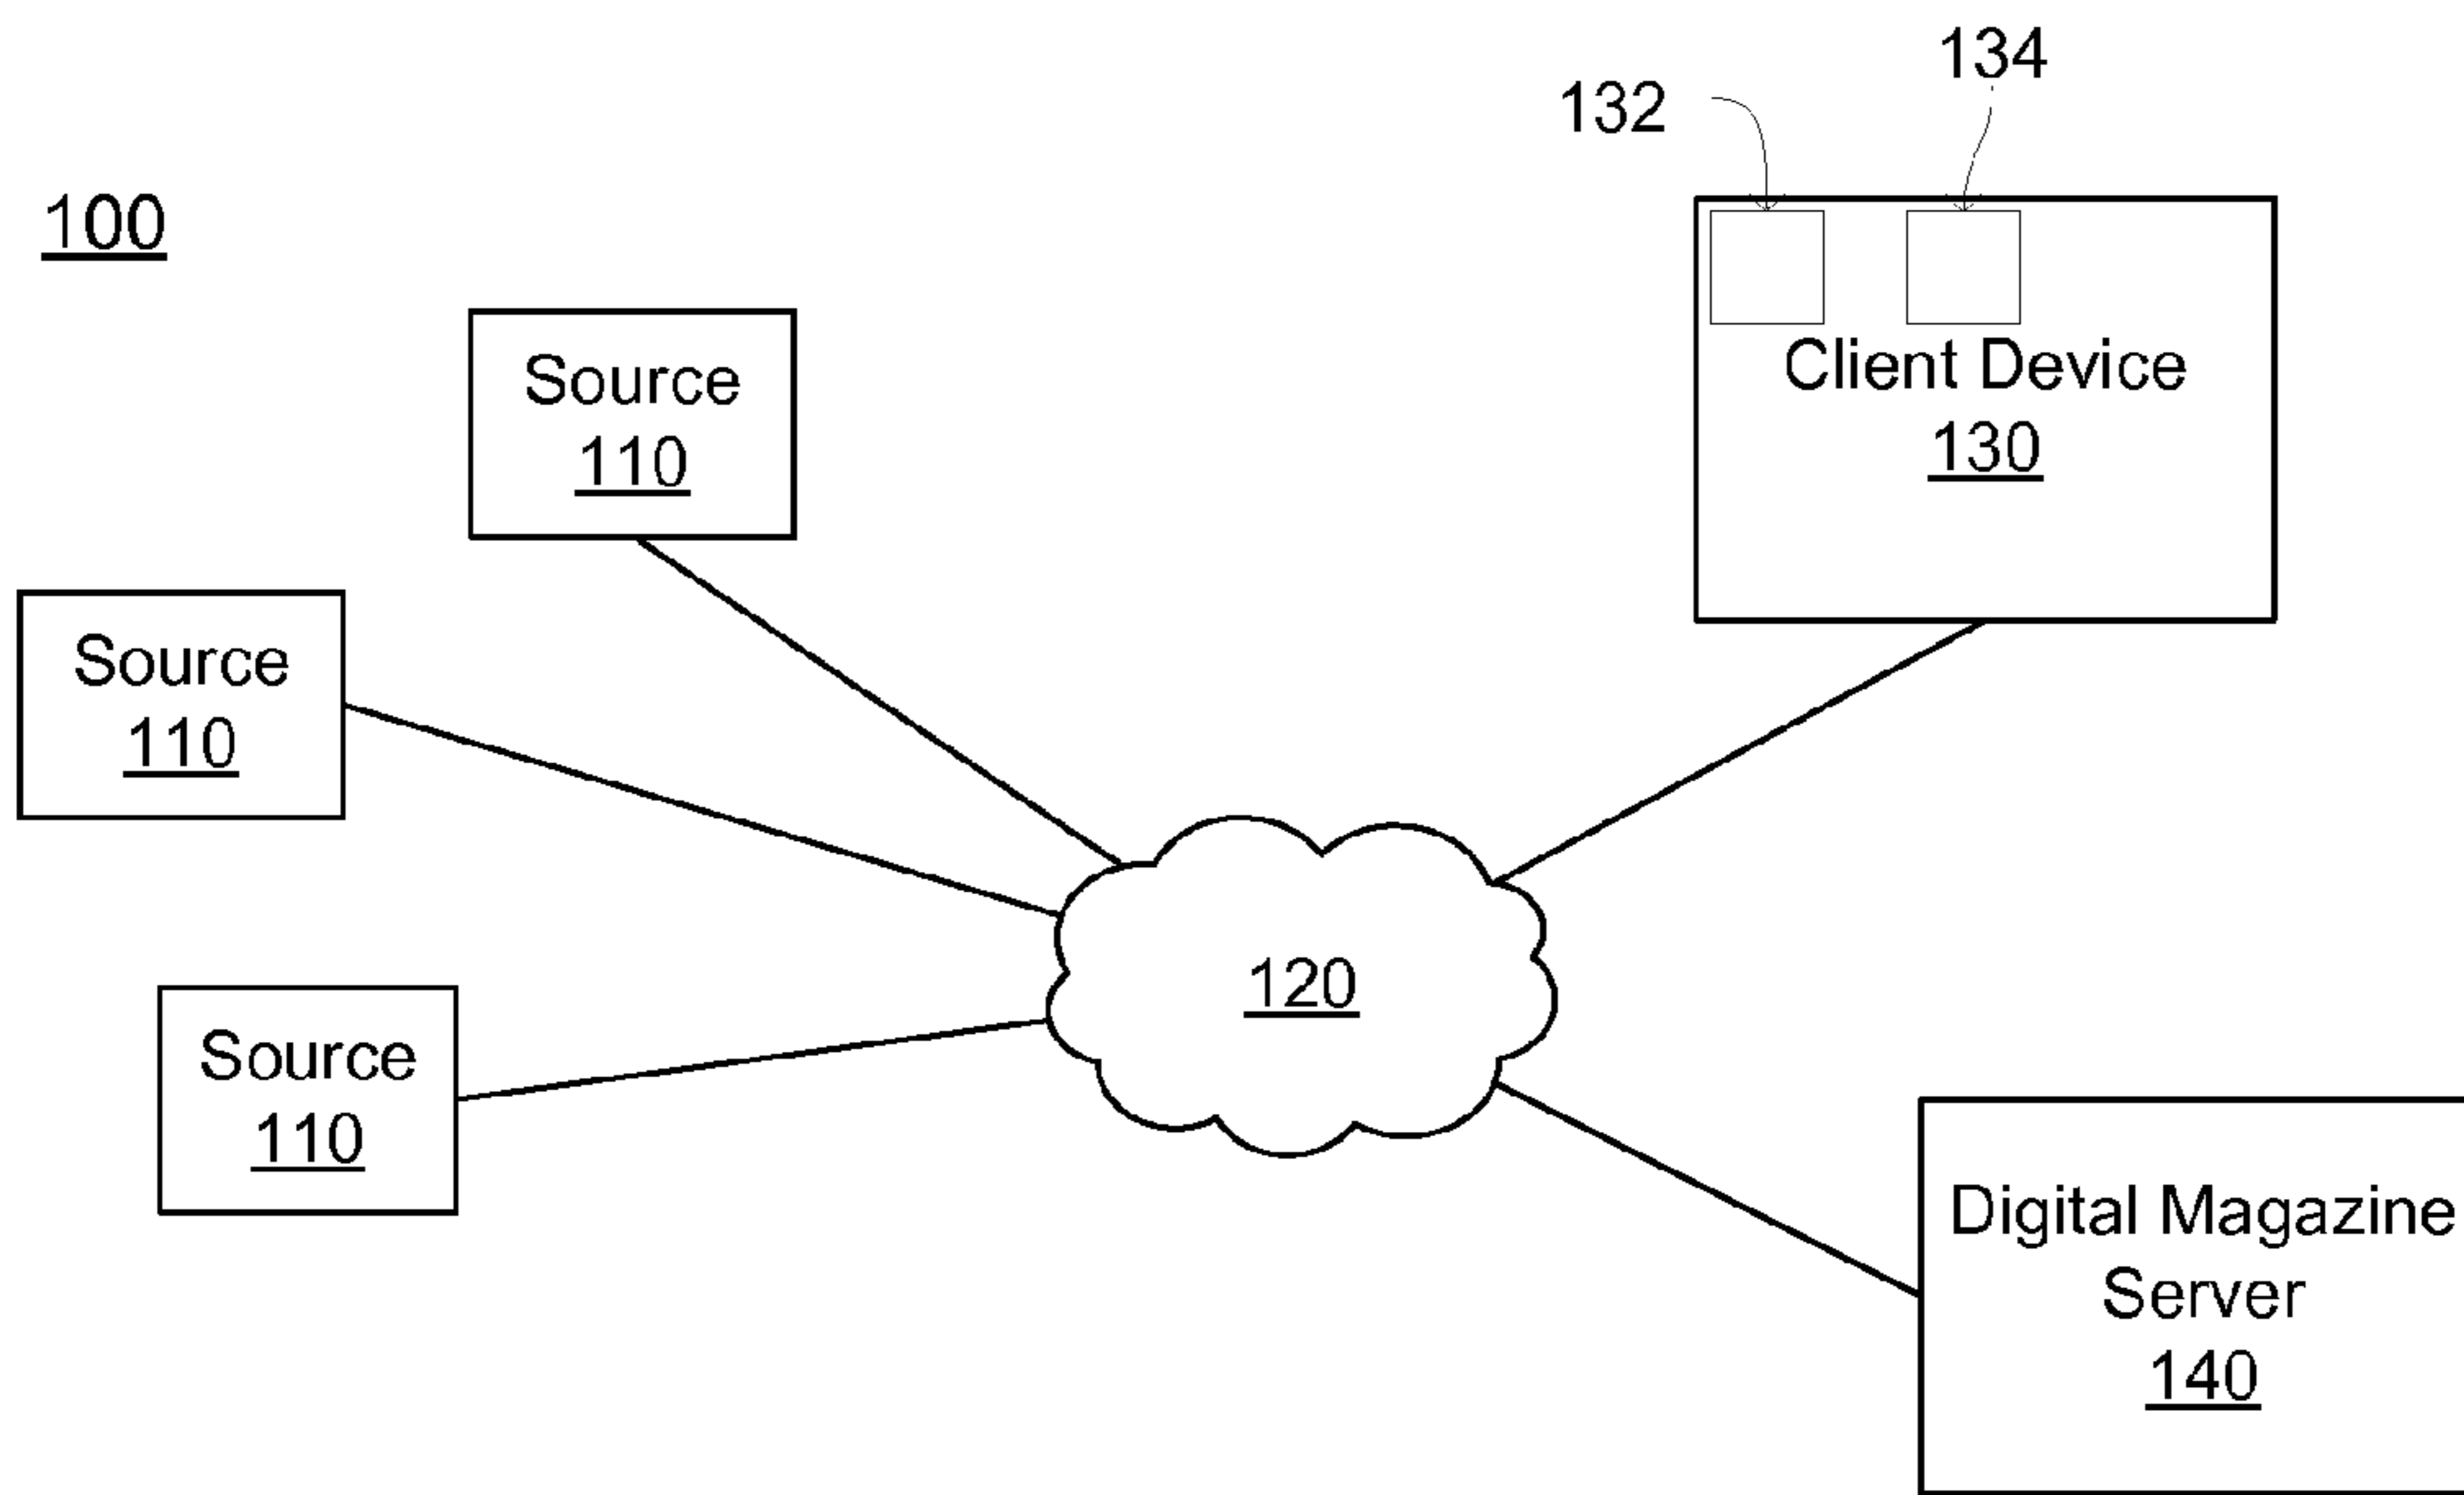 134
132
100
Source
110
Client Device
130
Source
110
120
Source
110
Digital Magazine
Server
140